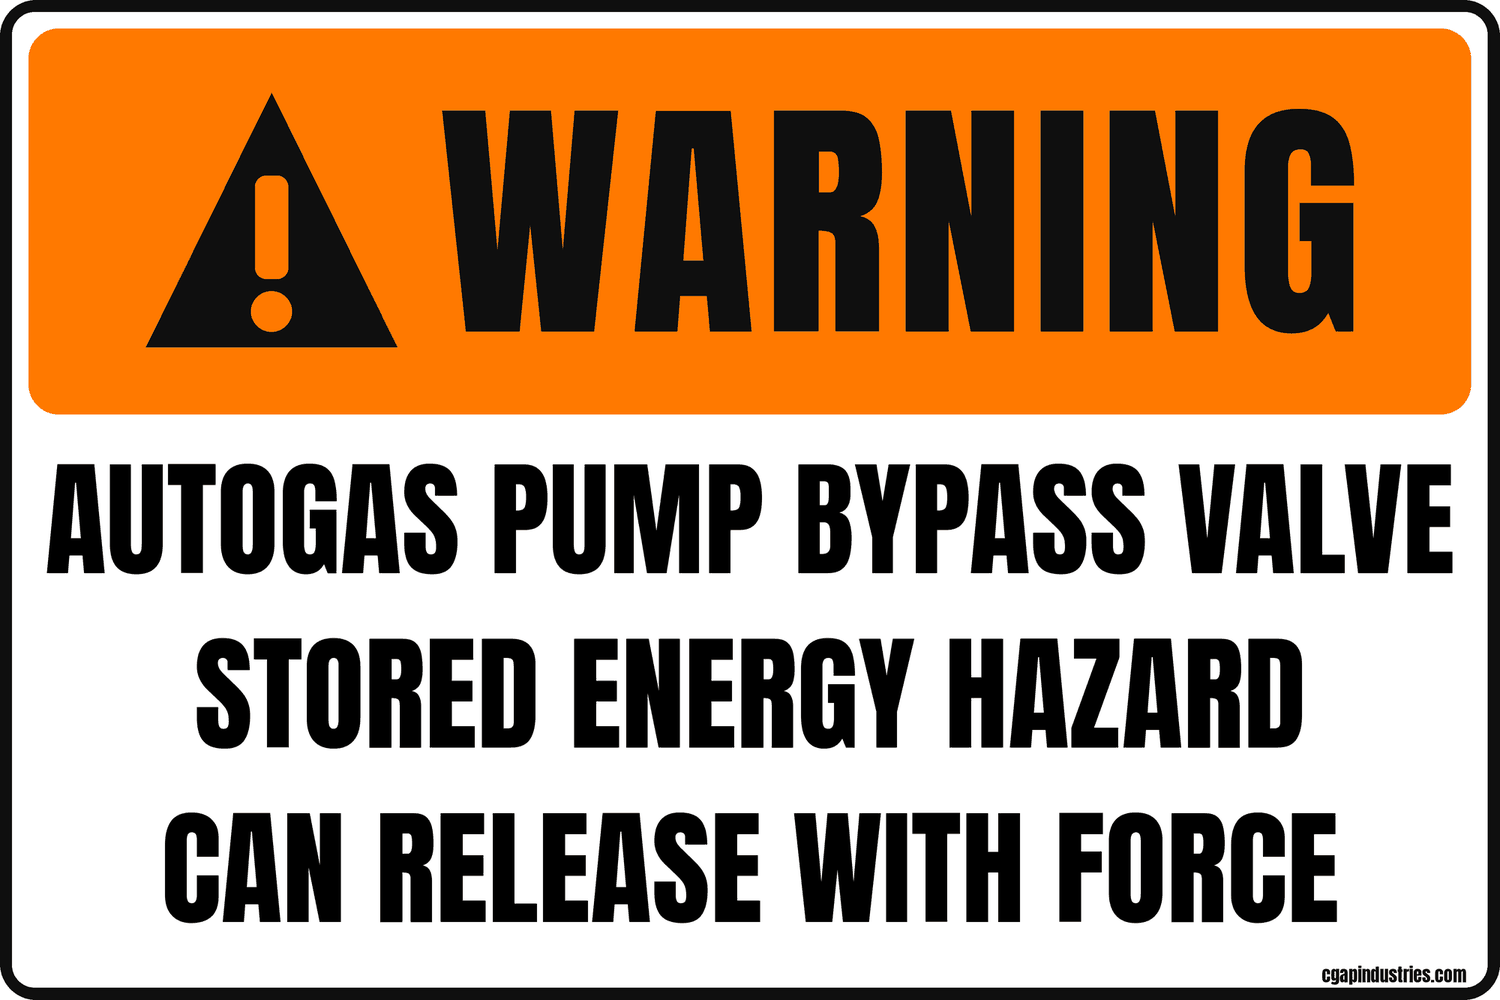 WARNING
AUTOGAS PUMP BYPASS VALVE
STORED ENERGY HAZARD
CAN RELEASE WITH FORCE
cgapindustries.com